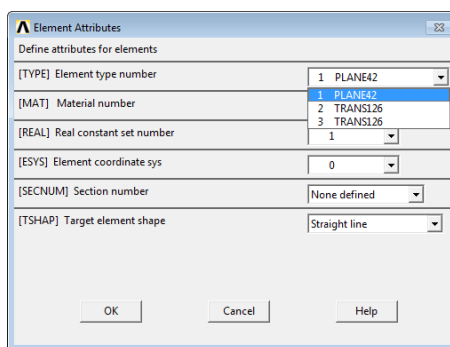 Element Attributes
Define attributes for elements
[TYPE] Element type number 1 PLANE42
1 PLANE42
[MAT] Material number 2 TRANS126
3 TRANS126
[REAL] Real constant set number 1
[ESYS] Element coordinate sys 0
[SECNUM] Section number None defined
[TSHAP] Target element shape Straight line
OK Cancel Help